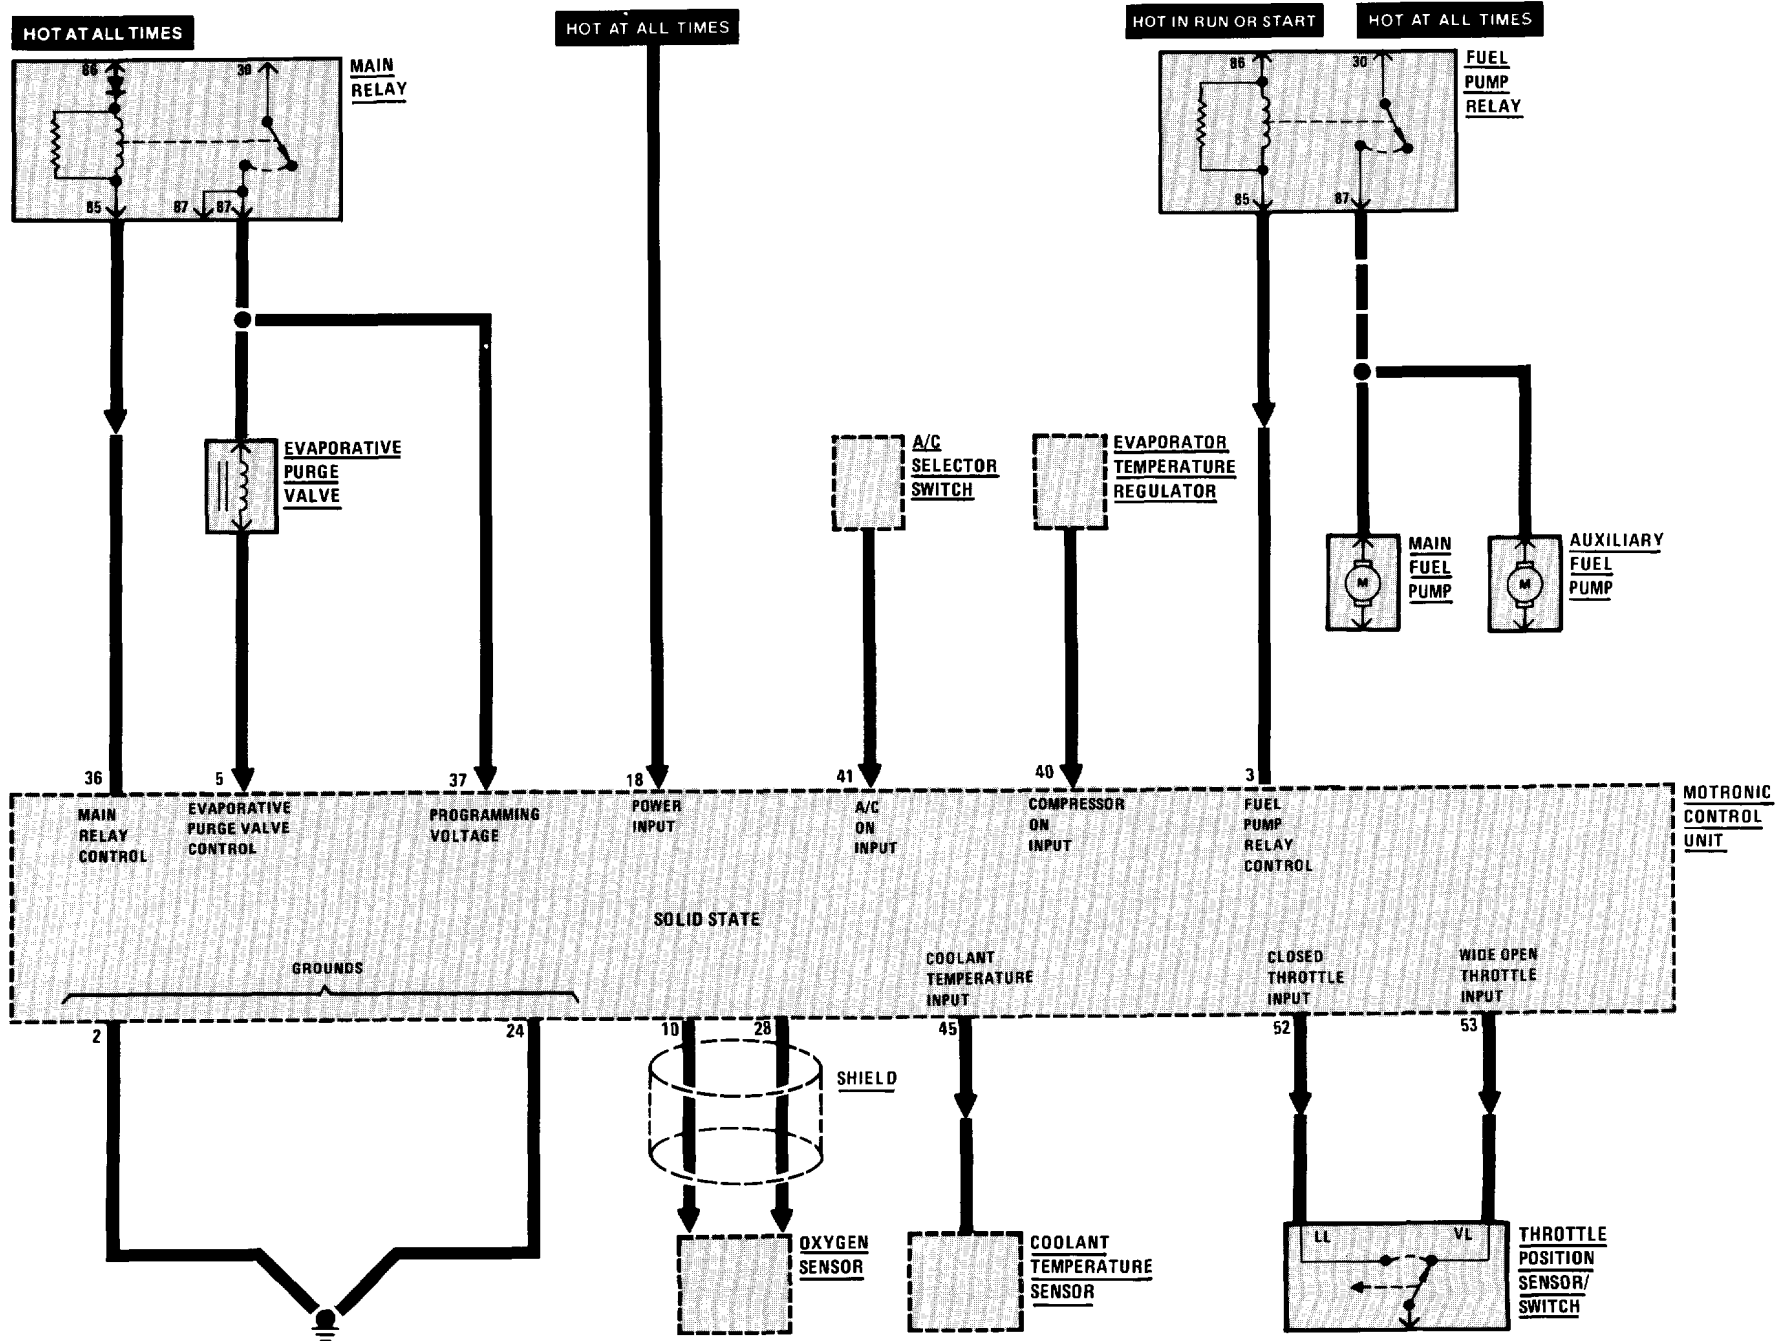 HOT AT ALL TIMES
HOT AT ALL TIMES
HOT IN RUN OR START
HOT AT ALL TIMES
86
30
MAIN
RELAY
85
87
87
86
30
FUEL
PUMP
RELAY
85
87
EVAPORATIVE
PURGE
VALVE
A/C
SELECTOR
SWITCH
EVAPORATOR
TEMPERATURE
REGULATOR
M
MAIN
FUEL
PUMP
M
AUXILIARY
FUEL
PUMP
36
5
37
18
41
40
3
MAIN
RELAY
CONTROL
EVAPORATIVE
PURGE VALVE
CONTROL
PROGRAMMING
VOLTAGE
POWER
INPUT
A/C
ON
INPUT
COMPRESSOR
ON
INPUT
FUEL
PUMP
RELAY
CONTROL
MOTRONIC
CONTROL
UNIT
SOLID STATE
GROUNDS
COOLANT
TEMPERATURE
INPUT
CLOSED
THROTTLE
INPUT
WIDE OPEN
THROTTLE
INPUT
2
24
10
28
45
52
53
SHIELD
OXYGEN
SENSOR
COOLANT
TEMPERATURE
SENSOR
LL
VL
THROTTLE
POSITION
SENSOR/
SWITCH